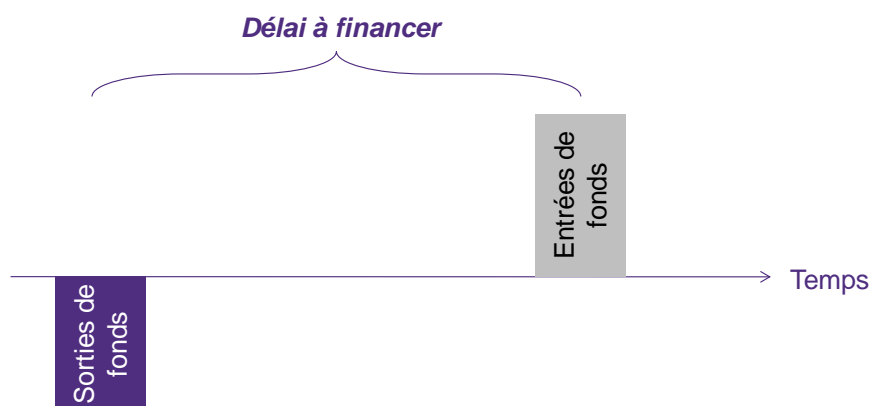 Délai à financer
Entrées de
fonds
Temps
Sorties de
fonds